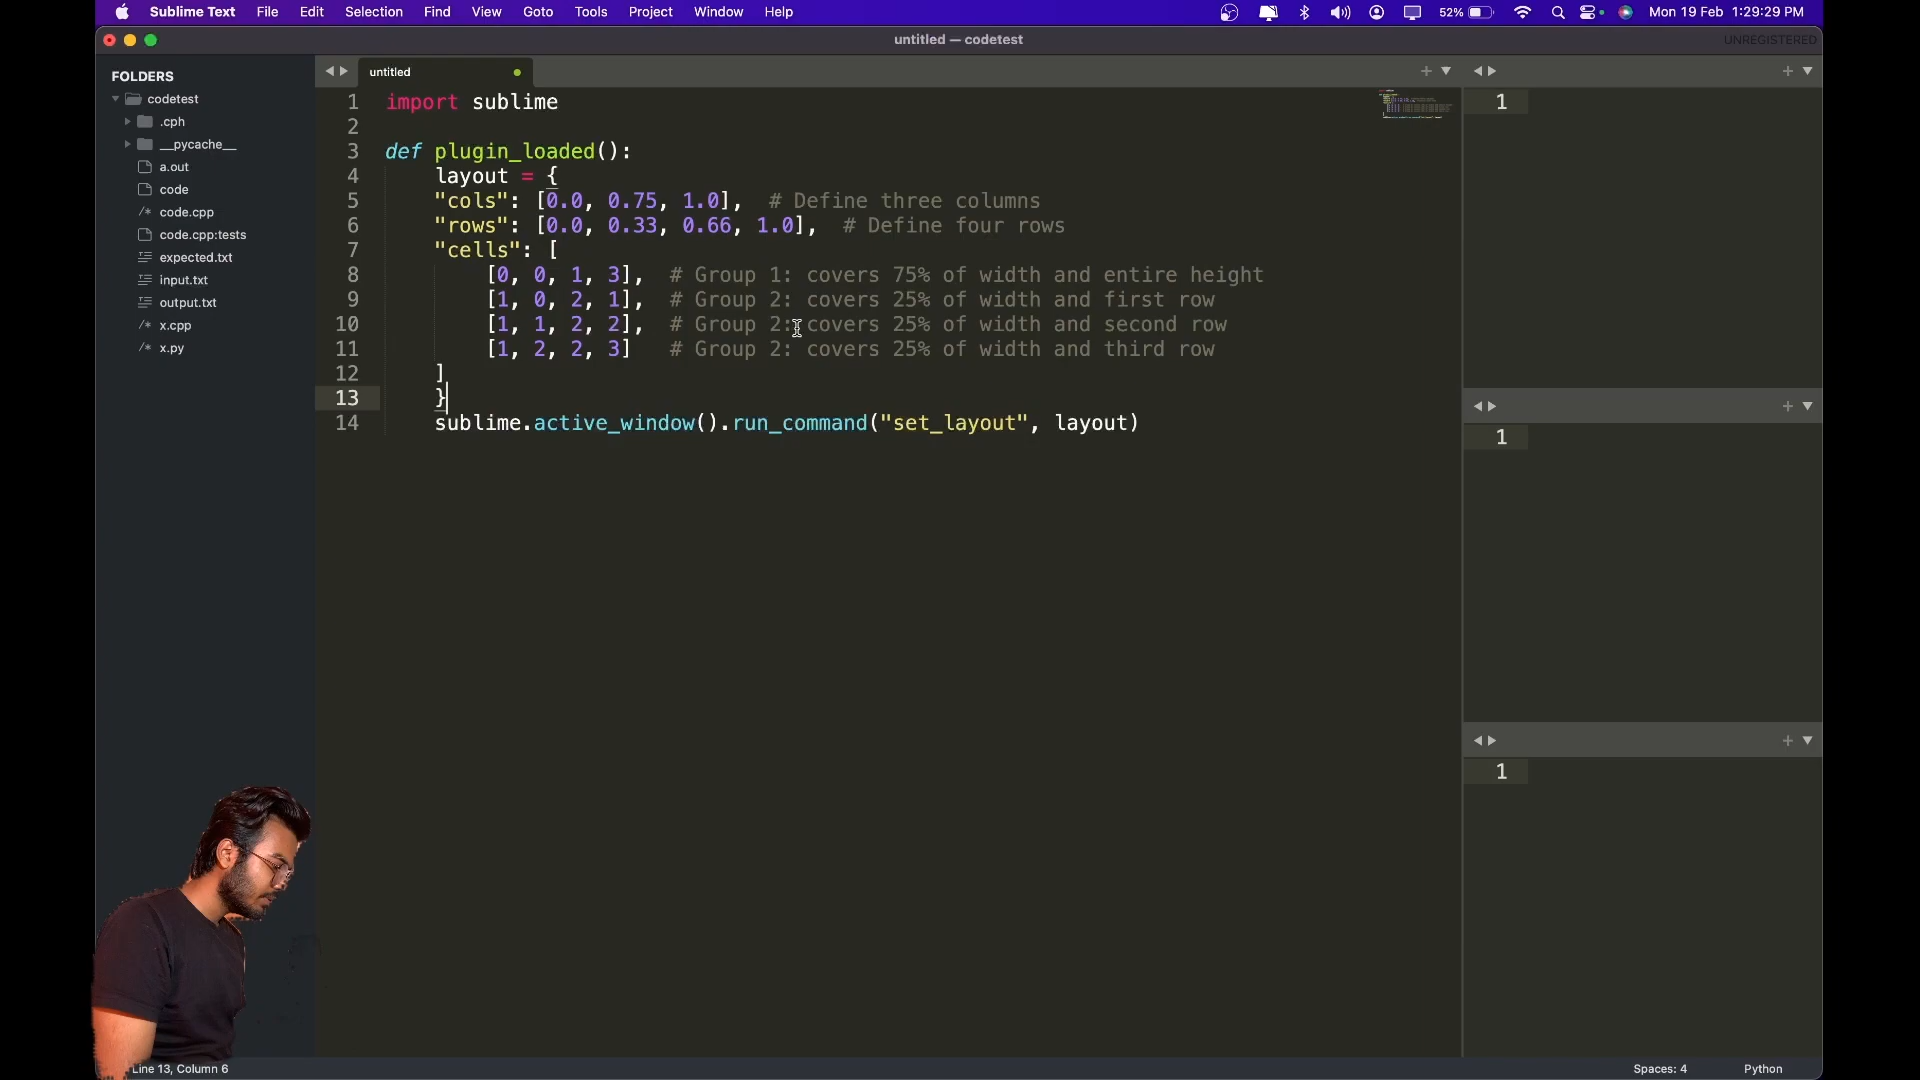 Sublime Text File Edit Selection Find View Goto Tools Project Window Help 52% Mon 19 Feb 1:29:29 PM
untitled — codetest UNREGISTERED
FOLDERS
codetest
.cph
__pycache__
a.out
code
/* code.cpp
code.cpp:tests
expected.txt
input.txt
output.txt
/* x.cpp
/* x.py
untitled
1 import sublime
2
3 def plugin_loaded():
4 layout = {
5 "cols": [0.0, 0.75, 1.0], # Define three columns
6 "rows": [0.0, 0.33, 0.66, 1.0], # Define four rows
7 "cells": [
8 [0, 0, 1, 3], # Group 1: covers 75% of width and entire height
9 [1, 0, 2, 1], # Group 2: covers 25% of width and first row
10 [1, 1, 2, 2], # Group 2: covers 25% of width and second row
11 [1, 2, 2, 3] # Group 2: covers 25% of width and third row
12 ]
13 }
14 sublime.active_window().run_command("set_layout", layout)
1
1
1
Line 13, Column 6 Spaces: 4 Python